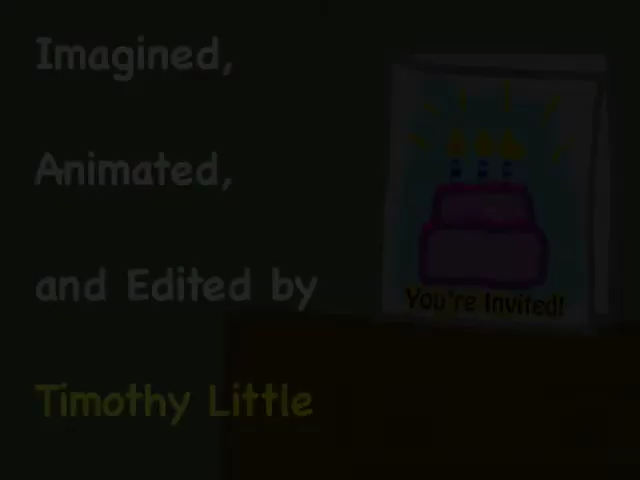 Imagined,
Animated,
and Edited by
Timothy Little
You're Invited!